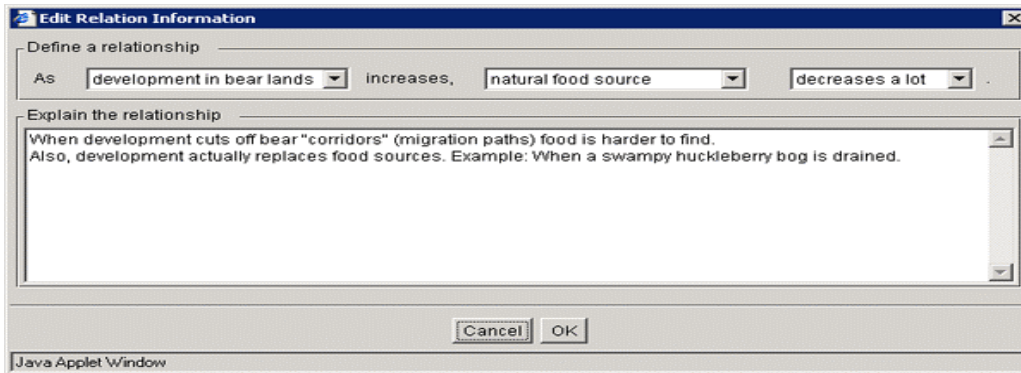 Edit Relation Information
Define a relationship
As development in bear lands increases, natural food source decreases a lot .
Explain the relationship
When development cuts off bear "corridors" (migration paths) food is harder to find.
Also, development actually replaces food sources. Example: When a swampy huckleberry bog is drained.
Cancel OK
Java Applet Window